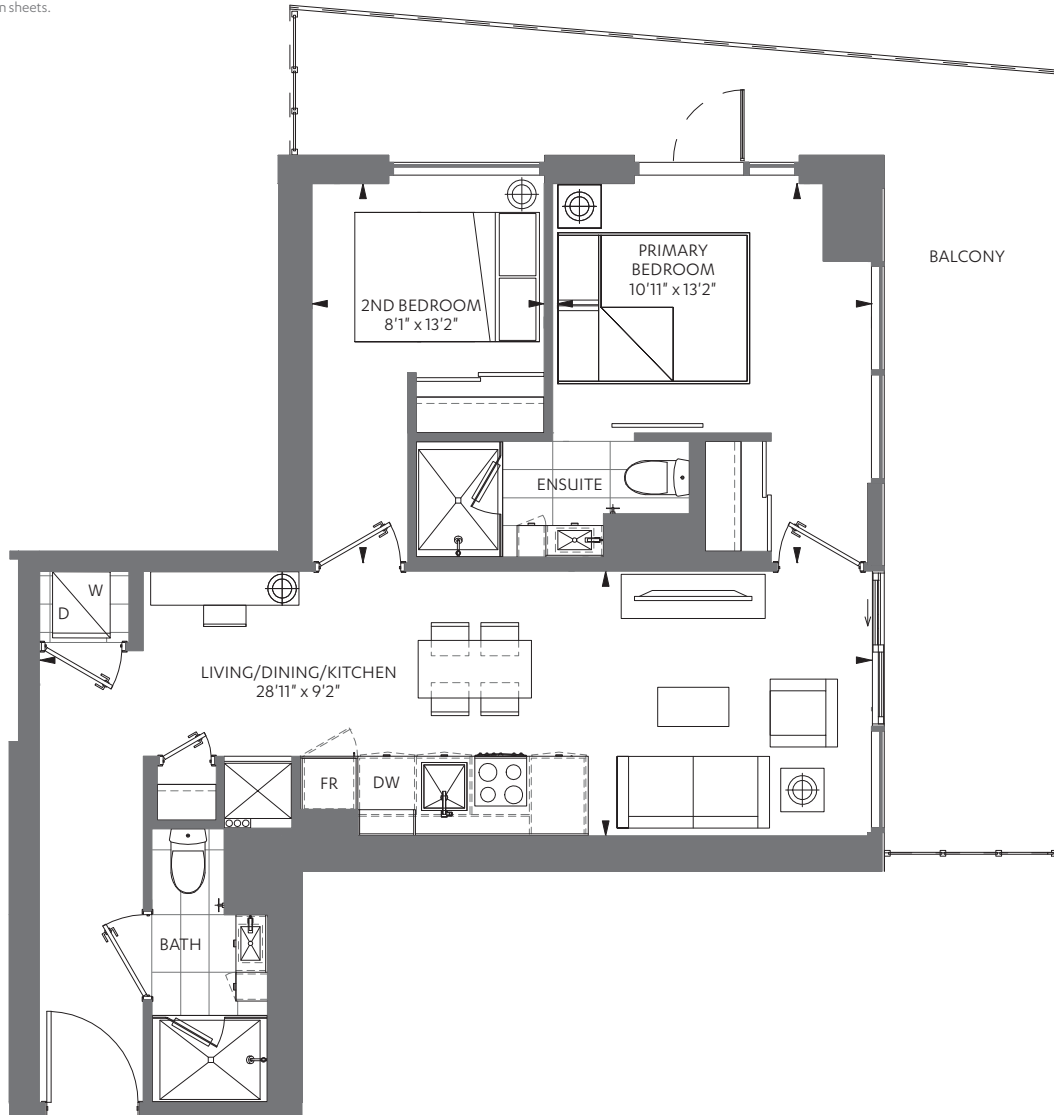 n sheets.
BALCONY
PRIMARY
BEDROOM
10'11" x 13'2"
2ND BEDROOM
8'1" x 13'2"
ENSUITE
W
D
LIVING/DINING/KITCHEN
28'11" x 9'2"
FR
DW
BATH